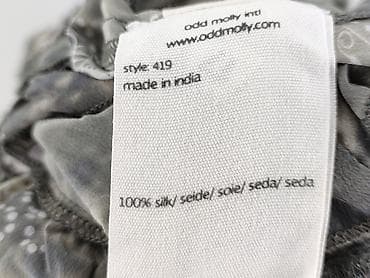 odd molly intl
www.oddmolly.com
style: 419
made in india
100% silk/ seide/ soie/ seda/ seda